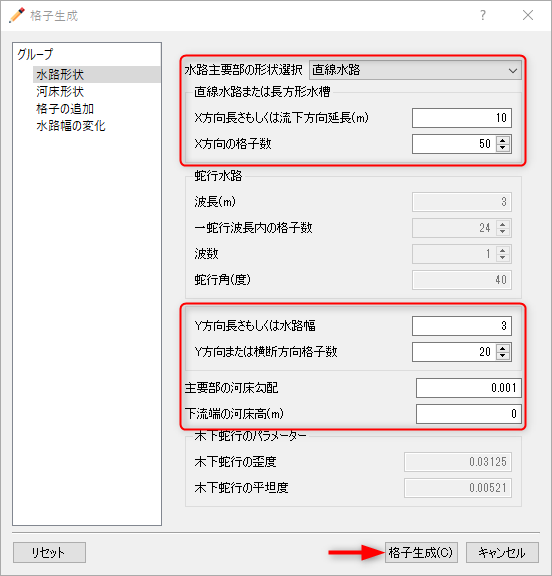 格子生成
グループ
水路形状
河床形状
格子の追加
水路幅の変化
水路主要部の形状選択 直線水路
直線水路または長方形水槽
X方向長さもしくは流下方向延長(m) 10
X方向の格子数 50
蛇行水路
波長(m) 3
一蛇行波長内の格子数 24
波数 1
蛇行角(度) 40
Y方向長さもしくは水路幅 3
Y方向または横断方向格子数 20
主要部の河床勾配 0.001
下流端の河床高(m) 0
木下蛇行のパラメーター
木下蛇行の歪度 0.03125
木下蛇行の平坦度 0.00521
リセット 格子生成(C) キャンセル